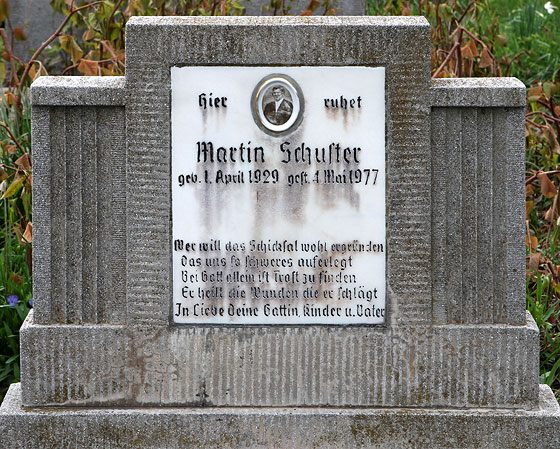 Hier ruhet
Martin Schuster
geb. 1. April 1929 gest. 4 Mai 1977
Wer will das Schicksal wohl ergründen
Das uns so schweres auferlegt
Bei Gott allein ist Trost zu finden
Er heilt die Wunden die er schlägt
In Liebe deine Gattin, Kinder u. Vater